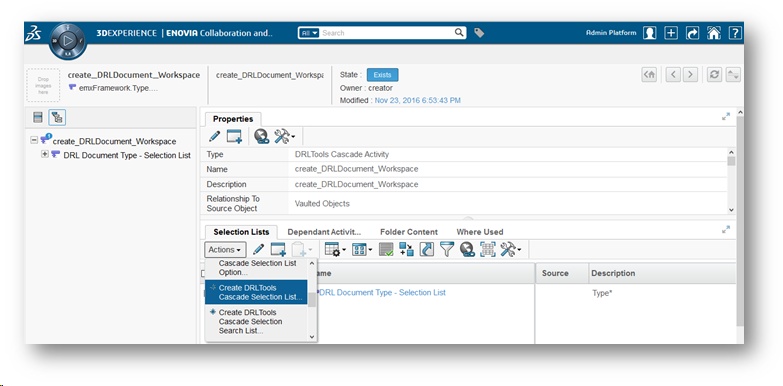 3DEXPERIENCE | ENOVIA Collaboration and..
All
Search
Admin Platform
Drop
images
here
create_DRLDocument_Workspace
emxFramework.Type....
create_DRLDocument_Workspa
State :
Exists
Owner : creator
Modified : Nov 23, 2016 6:53:43 PM
create_DRLDocument_Workspace
DRL Document Type - Selection List
Properties
Type
DRLTools Cascade Activity
Name
create_DRLDocument_Workspace
Description
create_DRLDocument_Workspace
Relationship To
Source Object
Vaulted Objects
Selection Lists
Dependant Activit...
Folder Content
Where Used
Actions
Cascade Selection List
Option...
Create DRLTools
Cascade Selection List...
Create DRLTools
Cascade Selection
Search List...
ame
Source
Description
*DRL Document Type - Selection List
Type*